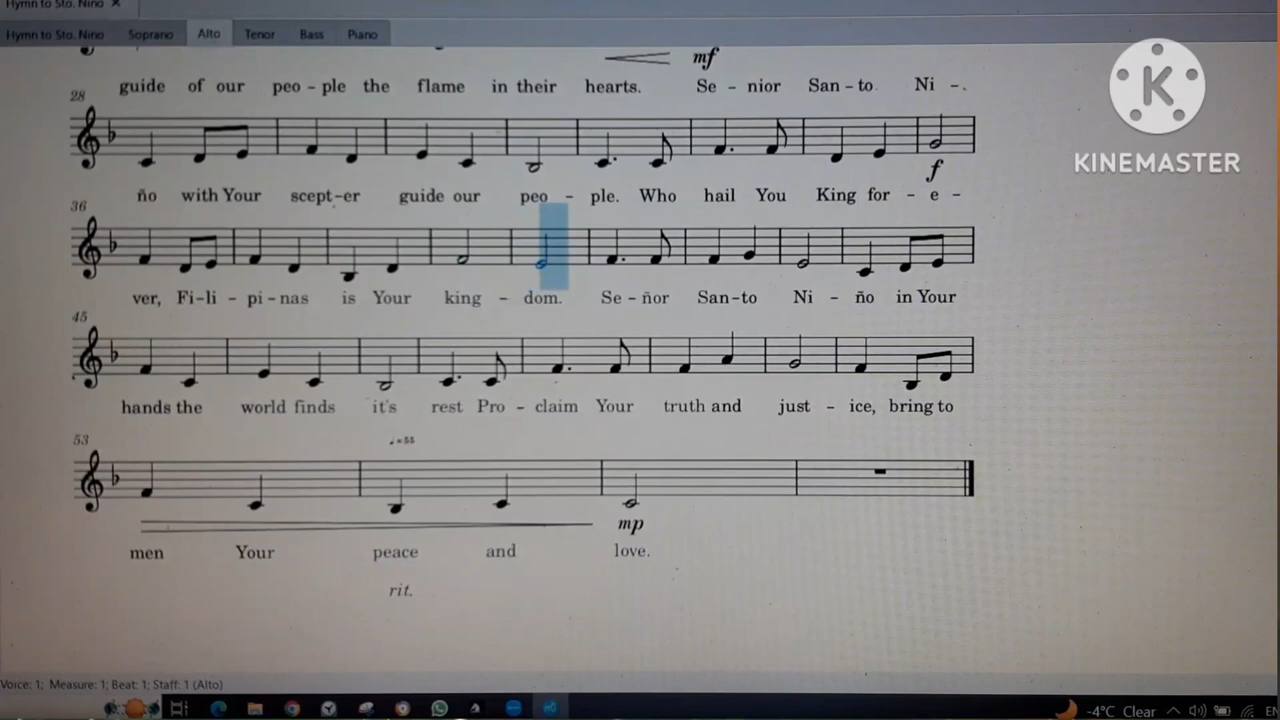 Hymn to Sto. Nino ×
Hymn to Sto. Nino Soprano Alto Tenor Bass Piano
mf
guide of our peo - ple the flame in their hearts. Se - nior San - to Ni -
28
f
ño with Your scept-er guide our peo - ple. Who hail You King for - e -
36
ver, Fi-li - pi - nas is Your king - dom. Se - ñor San-to Ni - ño in Your
45
hands the world finds it's rest Pro - claim Your truth and just - ice, bring to
53
♩=55
mp
men Your peace and love.
rit.
Voice: 1; Measure: 1; Beat: 1; Staff: 1 (Alto)
-4°C Clear
K
KINEMASTER